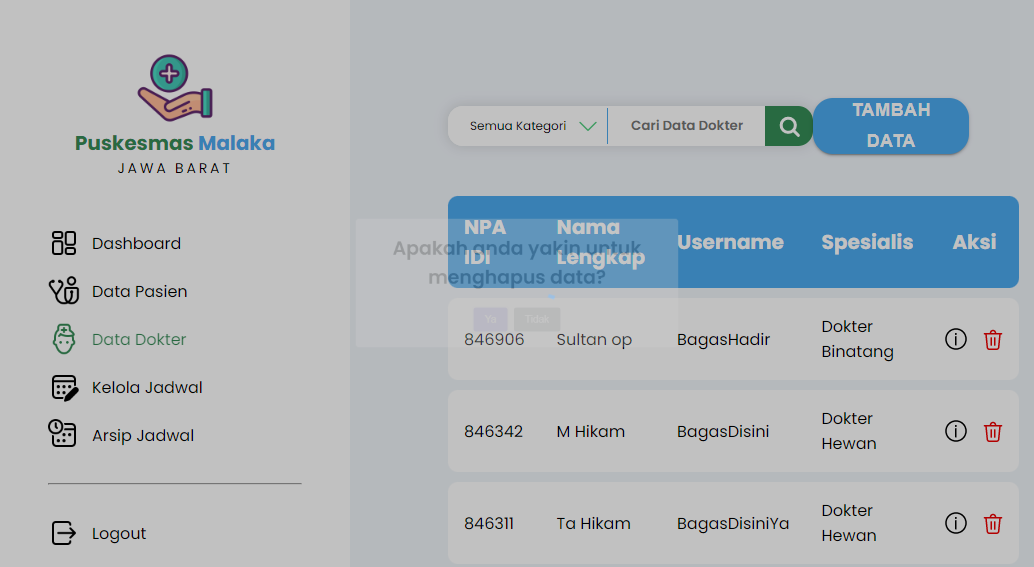 Puskesmas Malaka
JAWA BARAT
Dashboard
Data Pasien
Data Dokter
Kelola Jadwal
Arsip Jadwal
Logout
Semua Kategori
Cari Data Dokter
TAMBAH
DATA
NPA
IDI
Nama
Lengkap
Username
Spesialis
Aksi
Apakah anda yakin untuk
menghapus data?
Ya
Tidak
846906
Sultan op
BagasHadir
Dokter
Binatang
846342
M Hikam
BagasDisini
Dokter
Hewan
846311
Ta Hikam
BagasDisiniYa
Dokter
Hewan